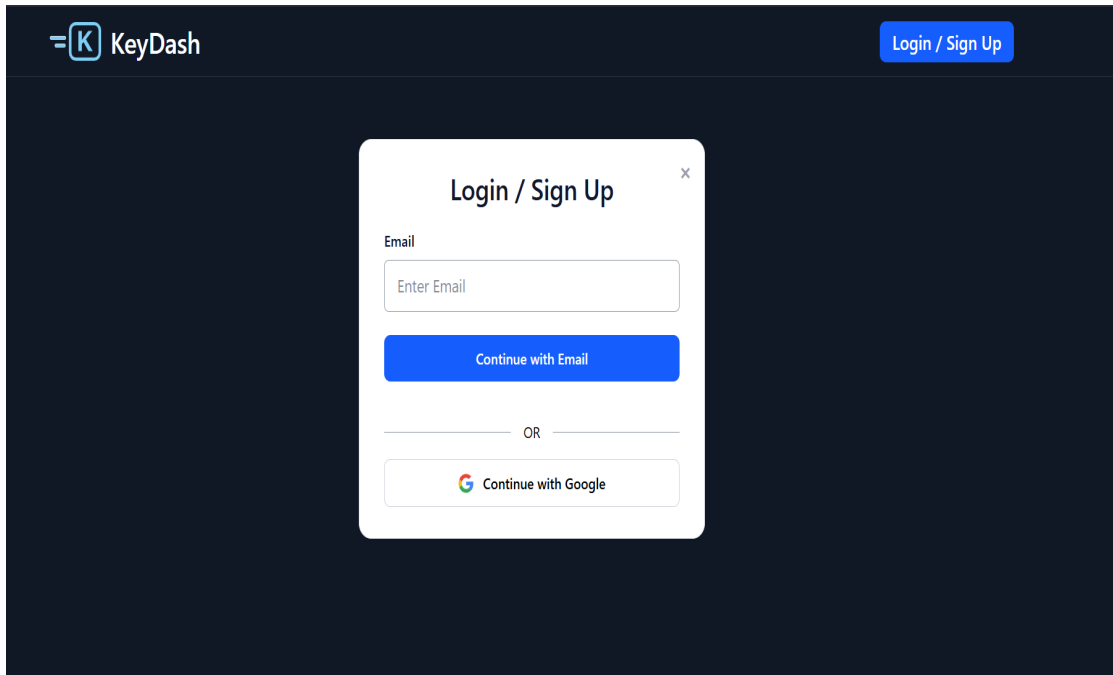 K KeyDash
Login / Sign Up
×
Login / Sign Up
Email
Enter Email
Continue with Email
OR
G Continue with Google